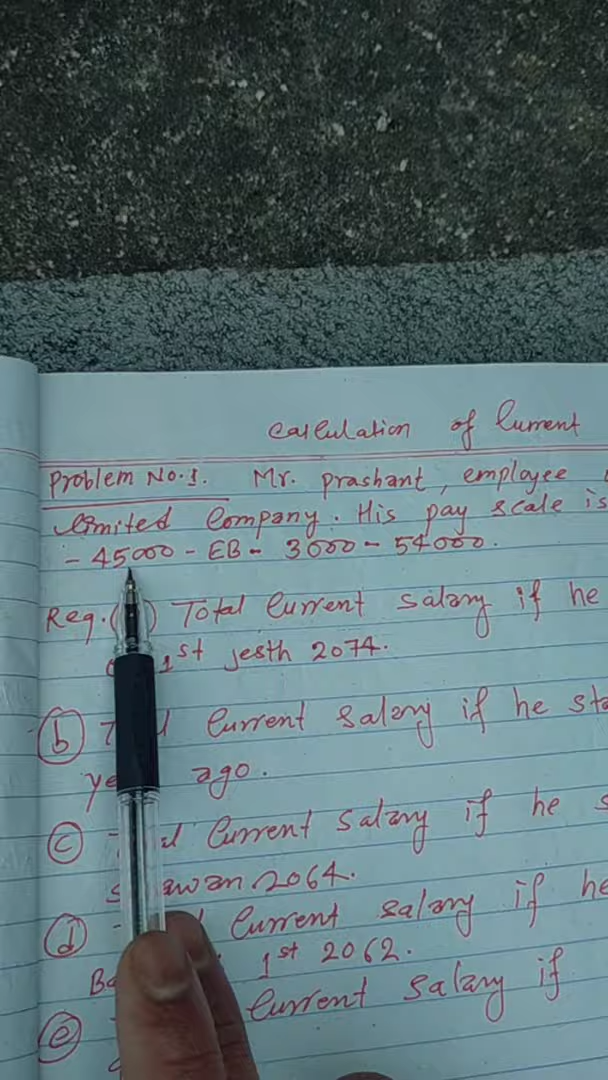 Calculation of Current
Problem No.1. Mr. prashant, employee
limited Company. His pay scale is
- 45000 - EB - 3000 - 54000.
Req. Total Current salary if he
1st jesth 2074.
(b) Current salary if he sta
ago.
(c) Current salary if he s
2064.
(d) Current salary if he
1st 2062.
(e) Current salary if